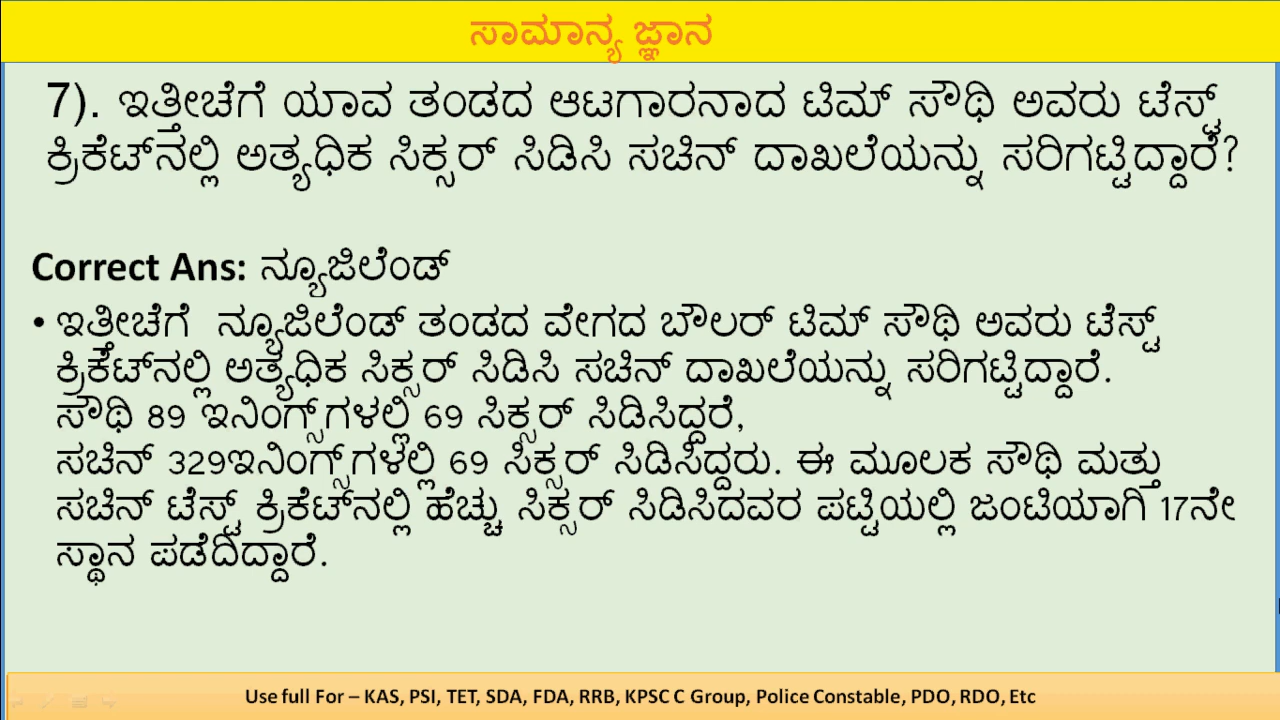 ಸಾಮಾನ್ಯ ಜ್ಞಾನ
7). ಇತ್ತೀಚೆಗೆ ಯಾವ ತಂಡದ ಆಟಗಾರನಾದ ಟಿಮ್ ಸೌಥಿ ಅವರು ಟೆಸ್ಟ್
ಕ್ರಿಕೆಟ್‌ನಲ್ಲಿ ಅತ್ಯಧಿಕ ಸಿಕ್ಸರ್ ಸಿಡಿಸಿ ಸಚಿನ್ ದಾಖಲೆಯನ್ನು ಸರಿಗಟ್ಟಿದ್ದಾರೆ?
Correct Ans: ನ್ಯೂಜಿಲೆಂಡ್
• ಇತ್ತೀಚೆಗೆ ನ್ಯೂಜಿಲೆಂಡ್ ತಂಡದ ವೇಗದ ಬೌಲರ್ ಟಿಮ್ ಸೌಥಿ ಅವರು ಟೆಸ್ಟ್
ಕ್ರಿಕೆಟ್‌ನಲ್ಲಿ ಅತ್ಯಧಿಕ ಸಿಕ್ಸರ್ ಸಿಡಿಸಿ ಸಚಿನ್ ದಾಖಲೆಯನ್ನು ಸರಿಗಟ್ಟಿದ್ದಾರೆ.
ಸೌಥಿ 89 ಇನಿಂಗ್ಸ್‌ಗಳಲ್ಲಿ 69 ಸಿಕ್ಸರ್ ಸಿಡಿಸಿದ್ದರೆ,
ಸಚಿನ್ 329ಇನಿಂಗ್ಸ್‌ಗಳಲ್ಲಿ 69 ಸಿಕ್ಸರ್ ಸಿಡಿಸಿದ್ದರು. ಈ ಮೂಲಕ ಸೌಥಿ ಮತ್ತು
ಸಚಿನ್ ಟೆಸ್ಟ್ ಕ್ರಿಕೆಟ್‌ನಲ್ಲಿ ಹೆಚ್ಚು ಸಿಕ್ಸರ್ ಸಿಡಿಸಿದವರ ಪಟ್ಟಿಯಲ್ಲಿ ಜಂಟಿಯಾಗಿ 17ನೇ
ಸ್ಥಾನ ಪಡೆದಿದ್ದಾರೆ.
Use full For – KAS, PSI, TET, SDA, FDA, RRB, KPSC C Group, Police Constable, PDO, RDO, Etc